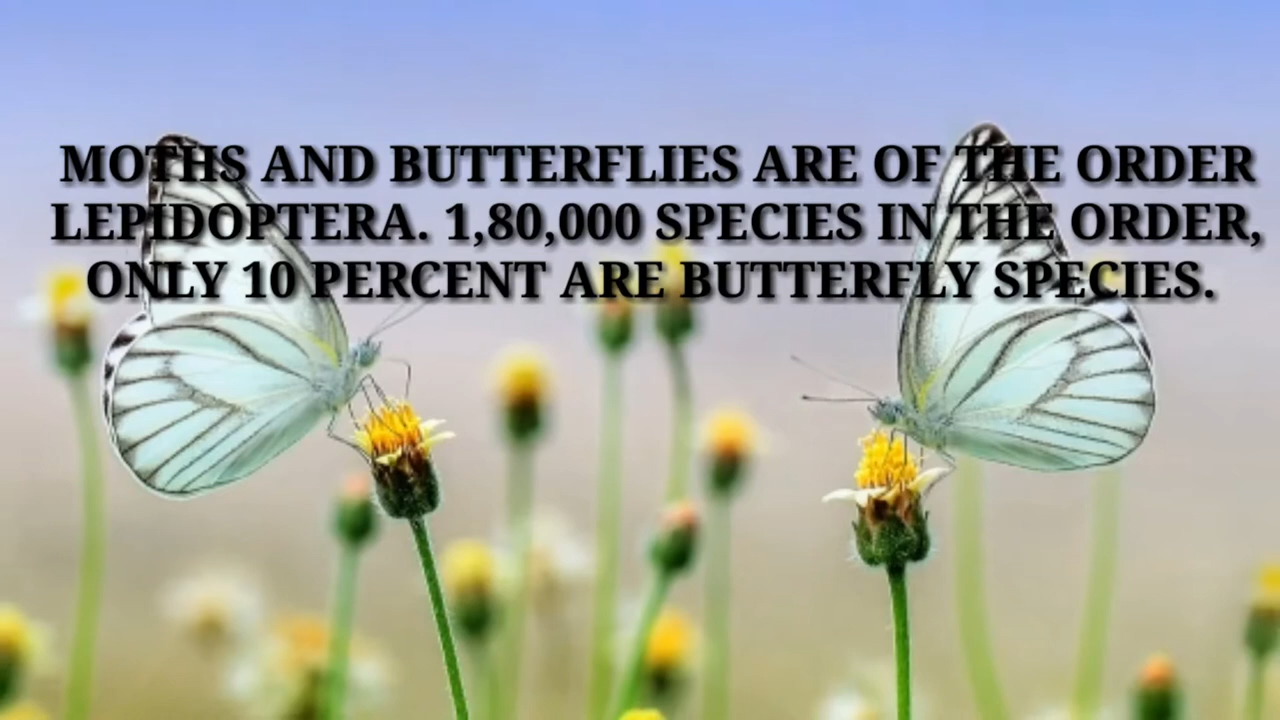 MOTHS AND BUTTERFLIES ARE OF THE ORDER
LEPIDOPTERA. 1,80,000 SPECIES IN THE ORDER,
ONLY 10 PERCENT ARE BUTTERFLY SPECIES.